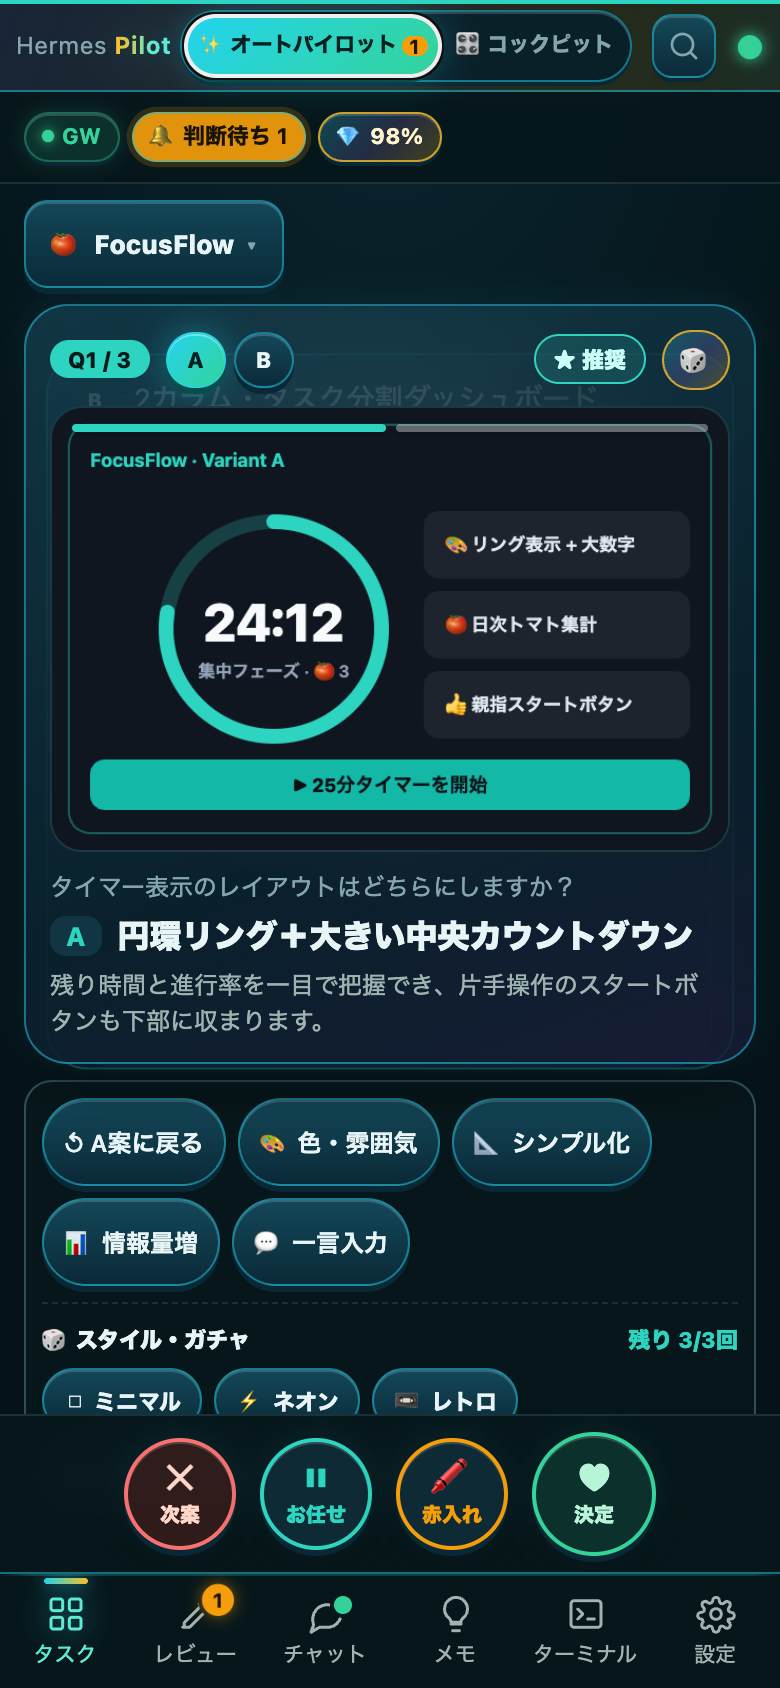 Hermes Pilot ✨ オートパイロット 1 🎛️ コックピット
GW 🔔 判断待ち 1 💎 98%
🍅 FocusFlow ▾
Q1 / 3 A B ★ 推奨 🎲
B 2カラム・タスク分割ダッシュボード
FocusFlow · Variant A
24:12
集中フェーズ · 🍅 3
🎨 リング表示 + 大数字
🍅 日次トマト集計
👍 親指スタートボタン
▶ 25分タイマーを開始
タイマー表示のレイアウトはどちらにしますか？
A 円環リング＋大きい中央カウントダウン
残り時間と進行率を一目で把握でき、片手操作のスタートボ
タンも下部に収まります。
↺ A案に戻る 🎨 色・雰囲気 📐 シンプル化
📊 情報量増 💬 一言入力
🎲 スタイル・ガチャ 残り 3/3回
◻ ミニマル ⚡ ネオン 📼 レトロ
次案 お任せ 赤入れ 決定
1
タスク レビュー チャット メモ ターミナル 設定